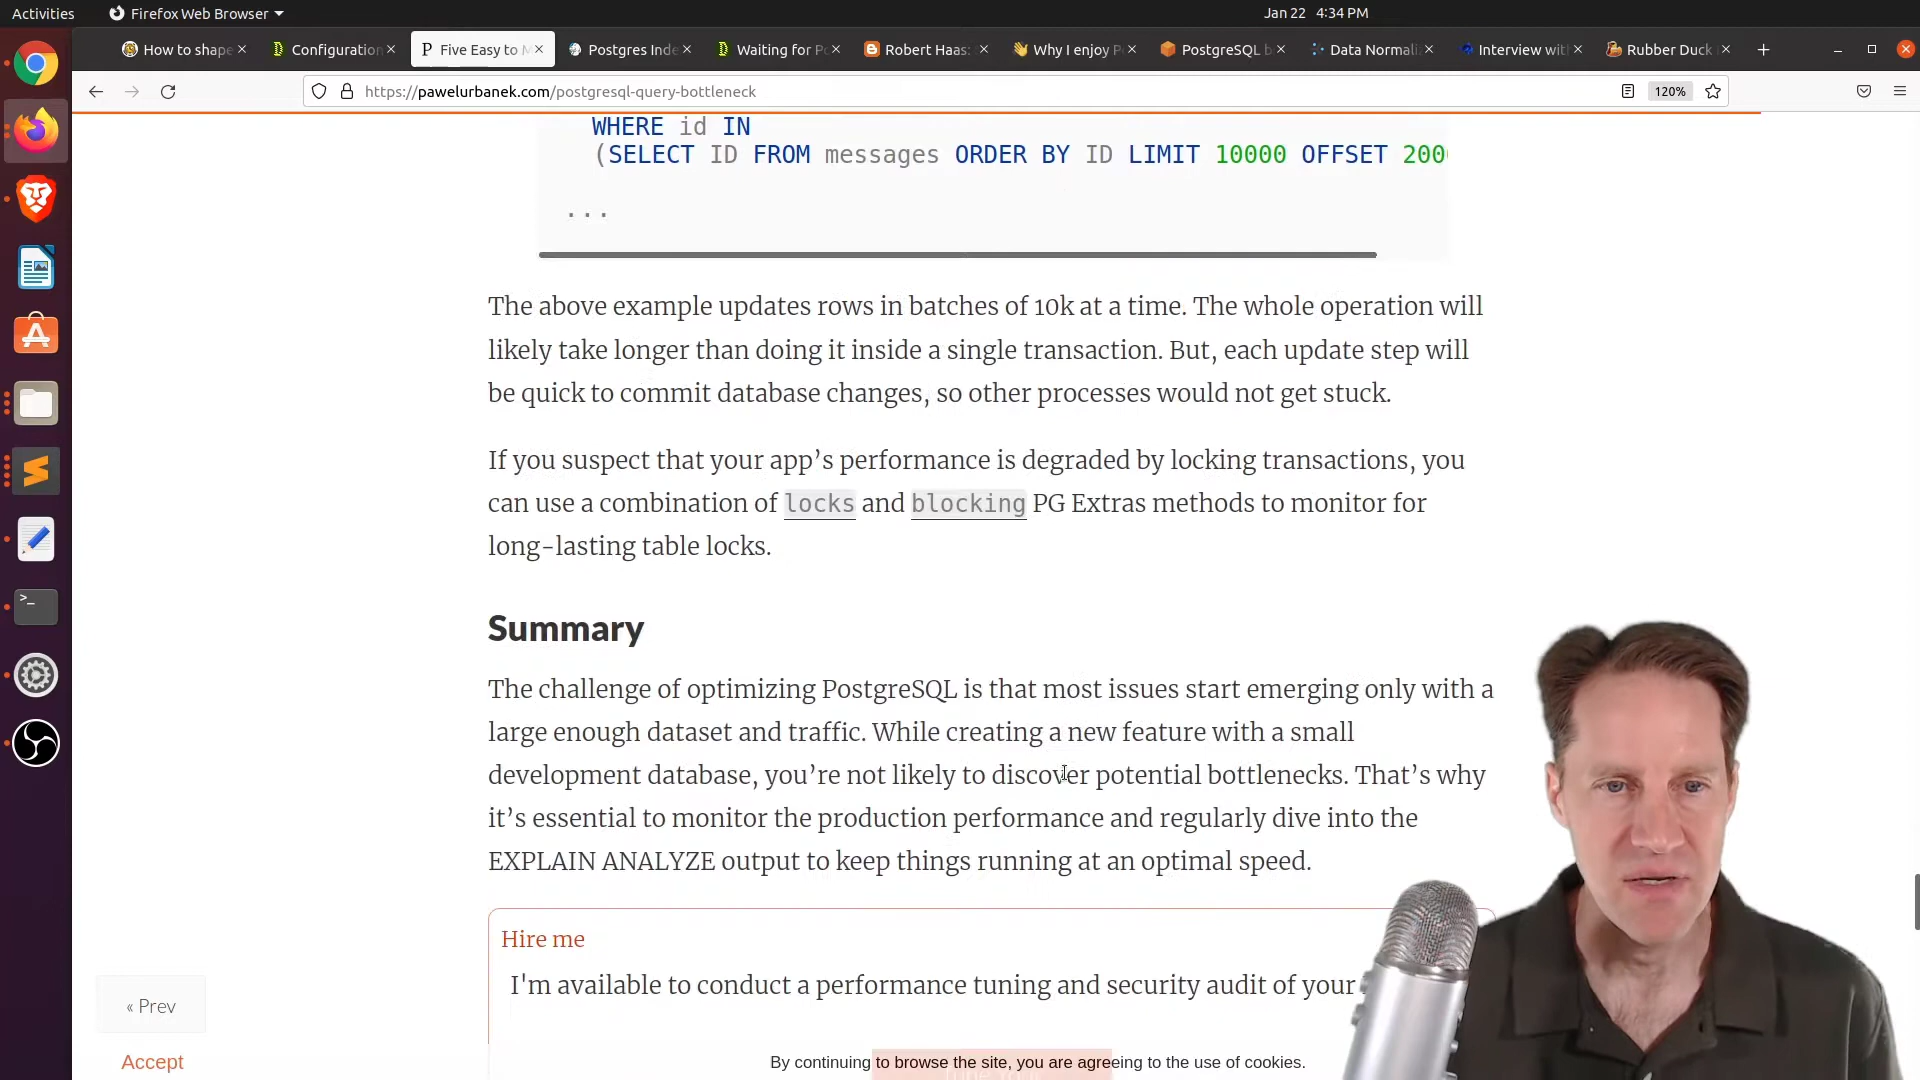 Activities
Firefox Web Browser
Jan 22 4:34 PM
How to shape
Configuration
Five Easy to M
Postgres Inde
Waiting for Po
Robert Haas:
Why I enjoy P
PostgreSQL b
Data Normali
Interview wit
Rubber Duck
https://pawelurbanek.com/postgresql-query-bottleneck
120%
WHERE id IN
(SELECT ID FROM messages ORDER BY ID LIMIT 10000 OFFSET 200
...
The above example updates rows in batches of 10k at a time. The whole operation will
likely take longer than doing it inside a single transaction. But, each update step will
be quick to commit database changes, so other processes would not get stuck.
If you suspect that your app’s performance is degraded by locking transactions, you
can use a combination of locks and blocking PG Extras methods to monitor for
long-lasting table locks.
Summary
The challenge of optimizing PostgreSQL is that most issues start emerging only with a
large enough dataset and traffic. While creating a new feature with a small
development database, you’re not likely to discover potential bottlenecks. That’s why
it’s essential to monitor the production performance and regularly dive into the
EXPLAIN ANALYZE output to keep things running at an optimal speed.
Hire me
I'm available to conduct a performance tuning and security audit of your
« Prev
Accept
By continuing to browse the site, you are agreeing to the use of cookies.